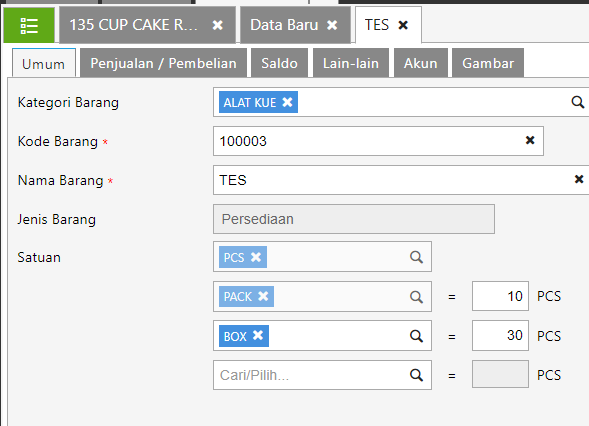 135 CUP CAKE R... Data Baru TES
Umum Penjualan / Pembelian Saldo Lain-lain Akun Gambar
Kategori Barang ALAT KUE
Kode Barang * 100003
Nama Barang * TES
Jenis Barang Persediaan
Satuan PCS
PACK = 10 PCS
BOX = 30 PCS
Cari/Pilih... = PCS